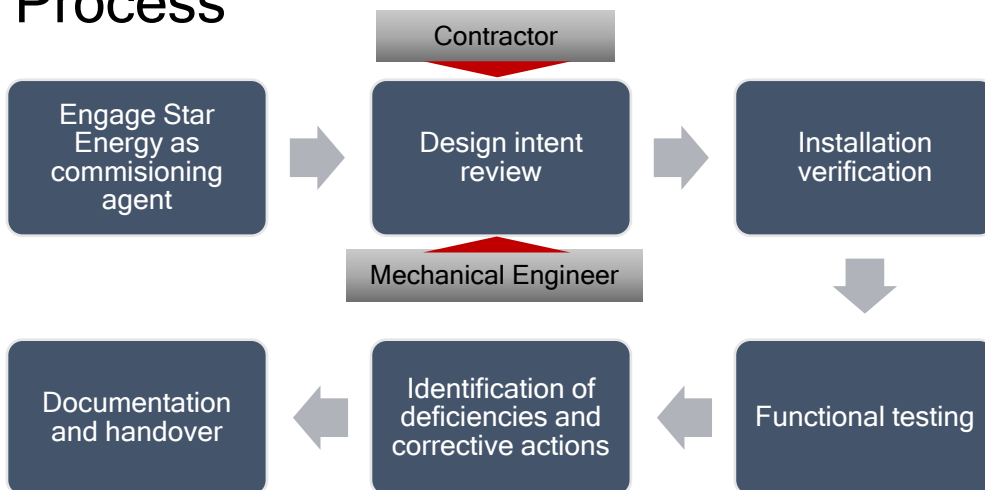 Process
Contractor
Engage Star
Energy as
commisioning
agent
Design intent
review
Installation
verification
Mechanical Engineer
Documentation
and handover
Identification of
deficiencies and
corrective actions
Functional testing